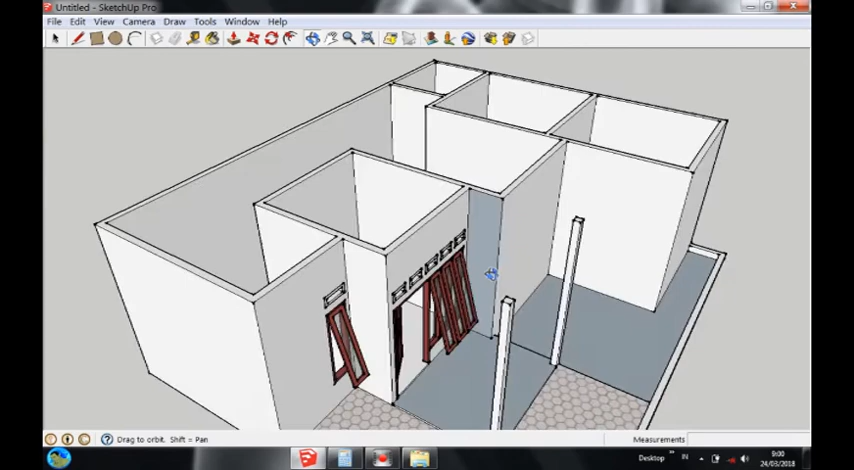 Untitled - SketchUp Pro
File Edit View Camera Draw Tools Window Help
Drag to orbit. Shift = Pan
Measurements
Desktop
IN
9:00
24/03/2018